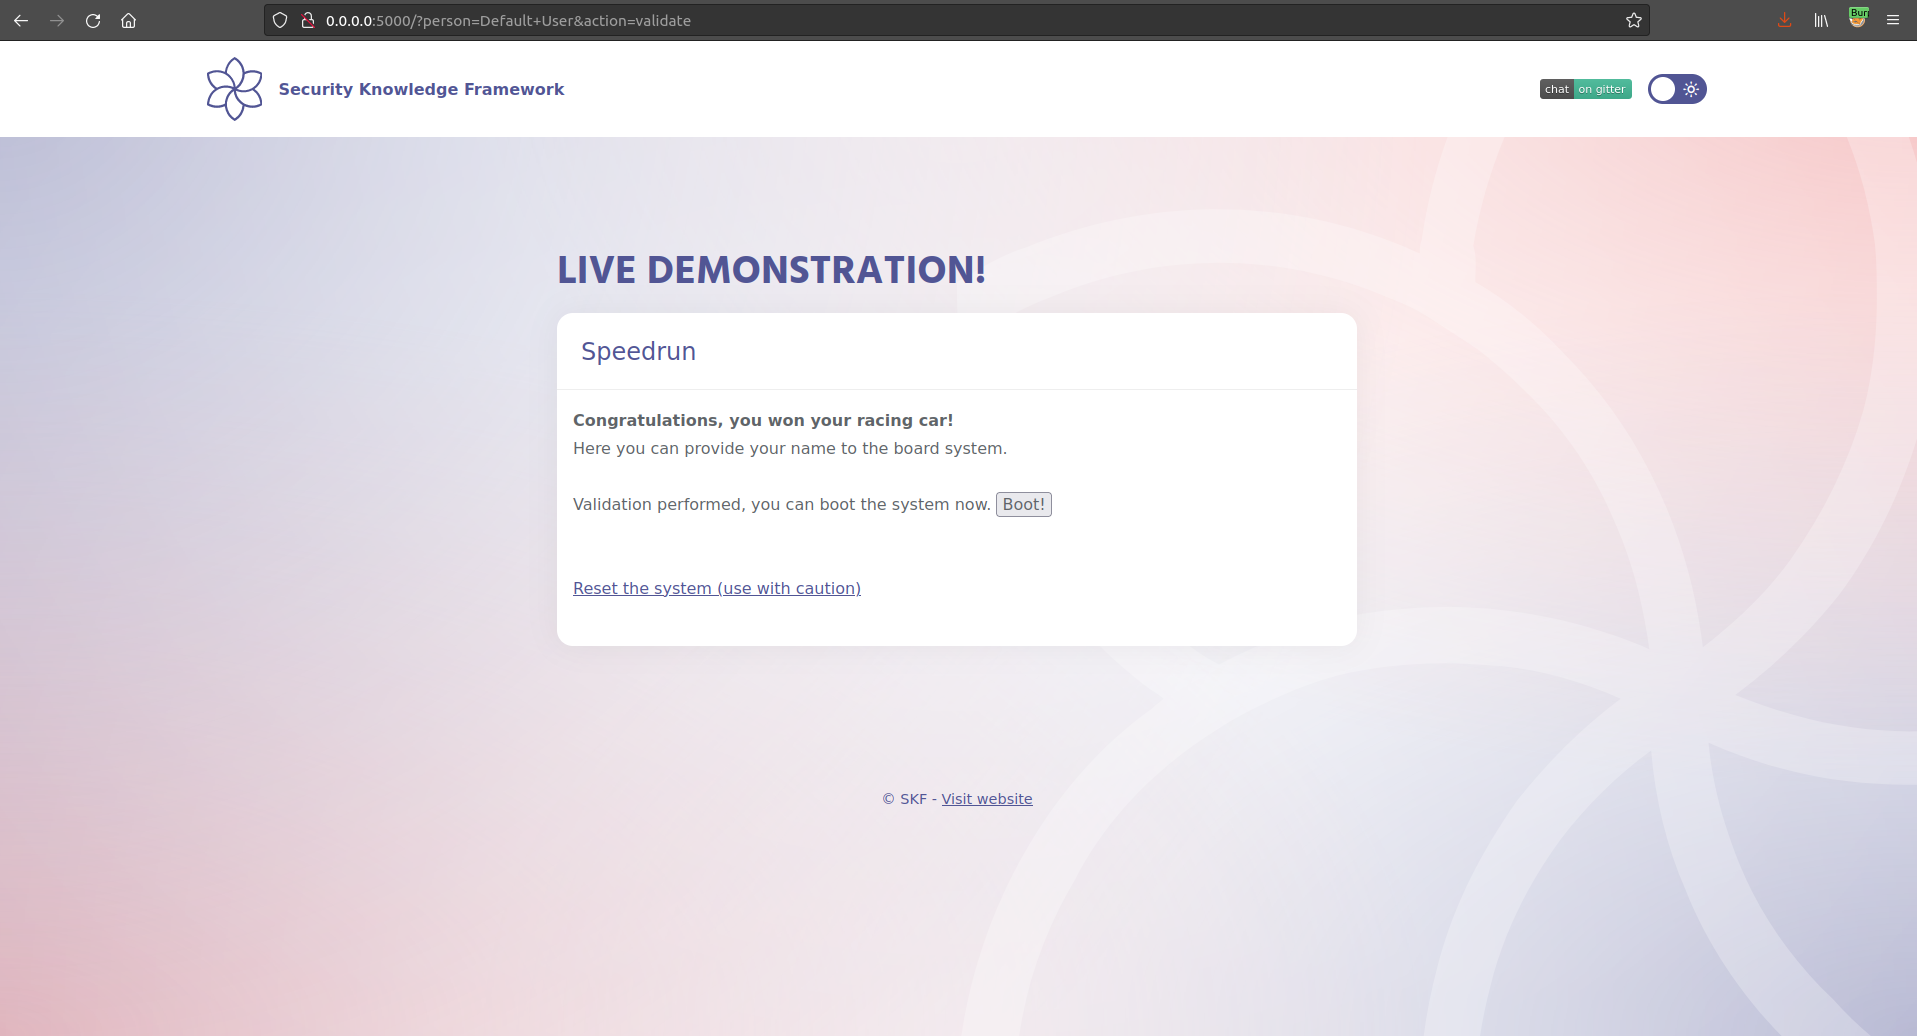 0.0.0.0:5000/?person=Default+User&action=validate
Bur
Security Knowledge Framework
chat on gitter
LIVE DEMONSTRATION!
Speedrun
Congratulations, you won your racing car!
Here you can provide your name to the board system.
Validation performed, you can boot the system now. Boot!
Reset the system (use with caution)
© SKF - Visit website